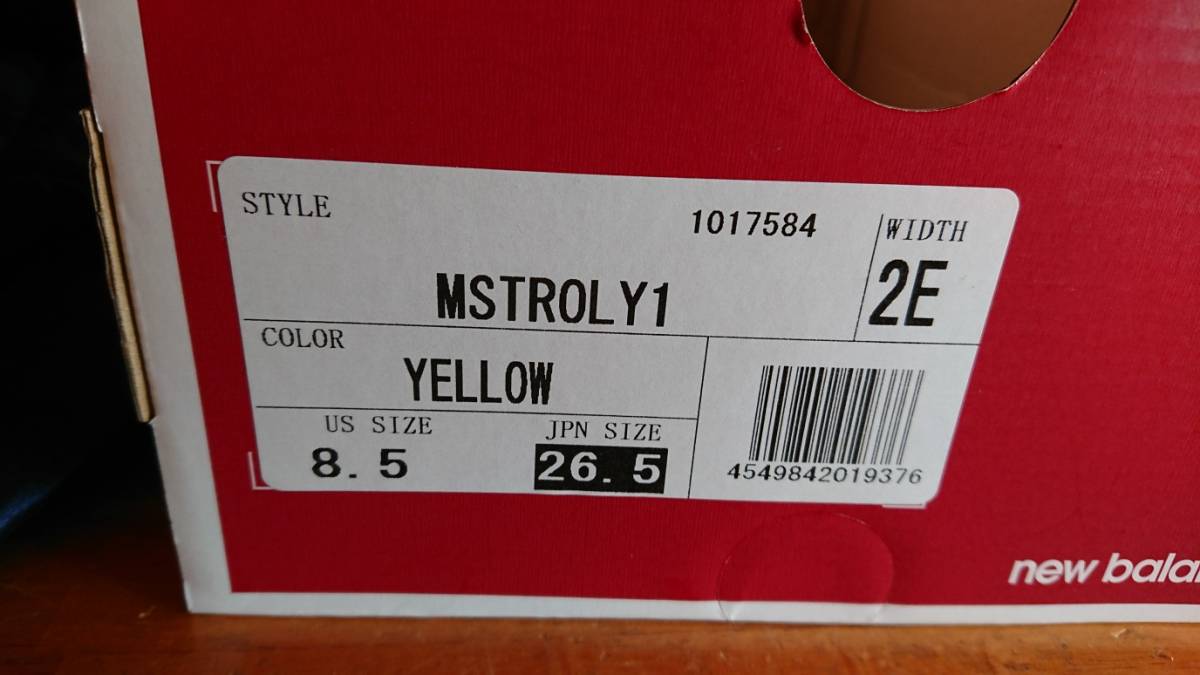 STYLE
1017584
WIDTH
MSTROLY1
2E
COLOR
YELLOW
US SIZE
JPN SIZE
8.5
26.5
4549842019376
new bala